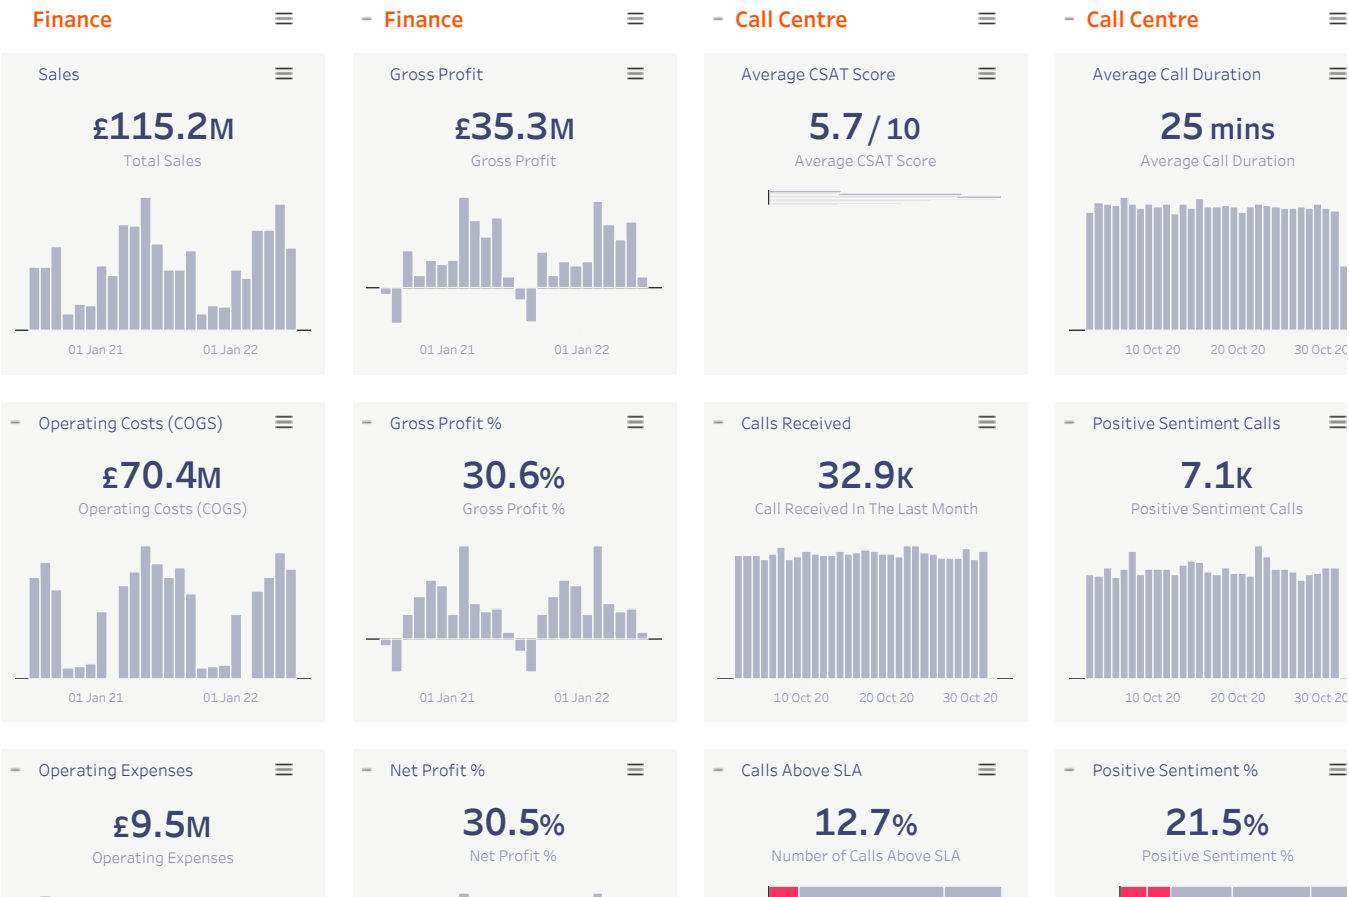 Finance
Finance
Call Centre
Call Centre
Sales
Gross Profit
Average CSAT Score
Average Call Duration
£115.2M
£35.3M
5.7 / 10
25 mins
Total Sales
Gross Profit
Average CSAT Score
Average Call Duration
01 Jan 21 01 Jan 22
01 Jan 21 01 Jan 22
10 Oct 20 20 Oct 20 30 Oct 20
Operating Costs (COGS)
Gross Profit %
Calls Received
Positive Sentiment Calls
£70.4M
30.6%
32.9K
7.1K
Operating Costs (COGS)
Gross Profit %
Call Received In The Last Month
Positive Sentiment Calls
01 Jan 21 01 Jan 22
01 Jan 21 01 Jan 22
10 Oct 20 20 Oct 20 30 Oct 20
10 Oct 20 20 Oct 20 30 Oct 20
Operating Expenses
Net Profit %
Calls Above SLA
Positive Sentiment %
£9.5M
30.5%
12.7%
21.5%
Operating Expenses
Net Profit %
Number of Calls Above SLA
Positive Sentiment %